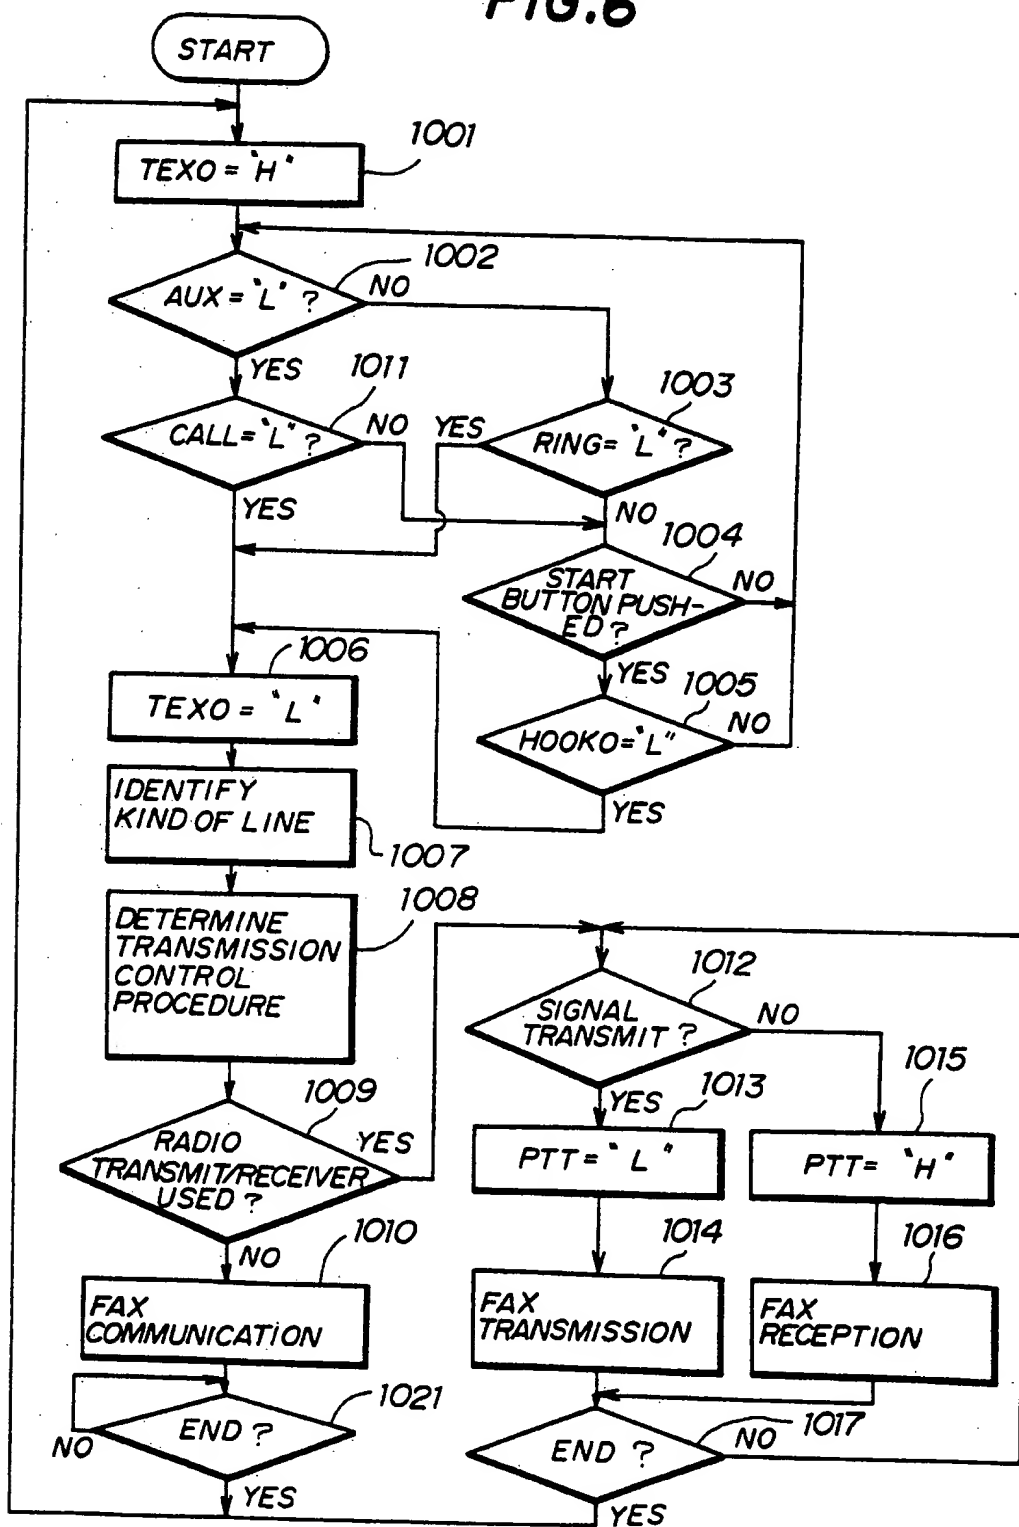 FIG.6
START
1001
TEXO = "H"
1002
AUX = "L" ?
NO
YES
1011
1003
CALL = "L" ?
NO
YES
RING = "L" ?
YES
NO
1004
START
BUTTON PUSH-
ED ?
NO
1006
YES
1005
TEXO = "L"
HOOKO = "L"
NO
IDENTIFY
KIND OF LINE
YES
1007
1008
DETERMINE
TRANSMISSION
CONTROL
PROCEDURE
1012
SIGNAL
TRANSMIT ?
NO
1009
YES
1013
1015
RADIO
TRANSMIT/RECEIVER
USED ?
YES
PTT = "L"
PTT = "H"
NO
1010
1014
1016
FAX
COMMUNICATION
FAX
TRANSMISSION
FAX
RECEPTION
1021
END ?
NO
YES
1017
END ?
NO
YES